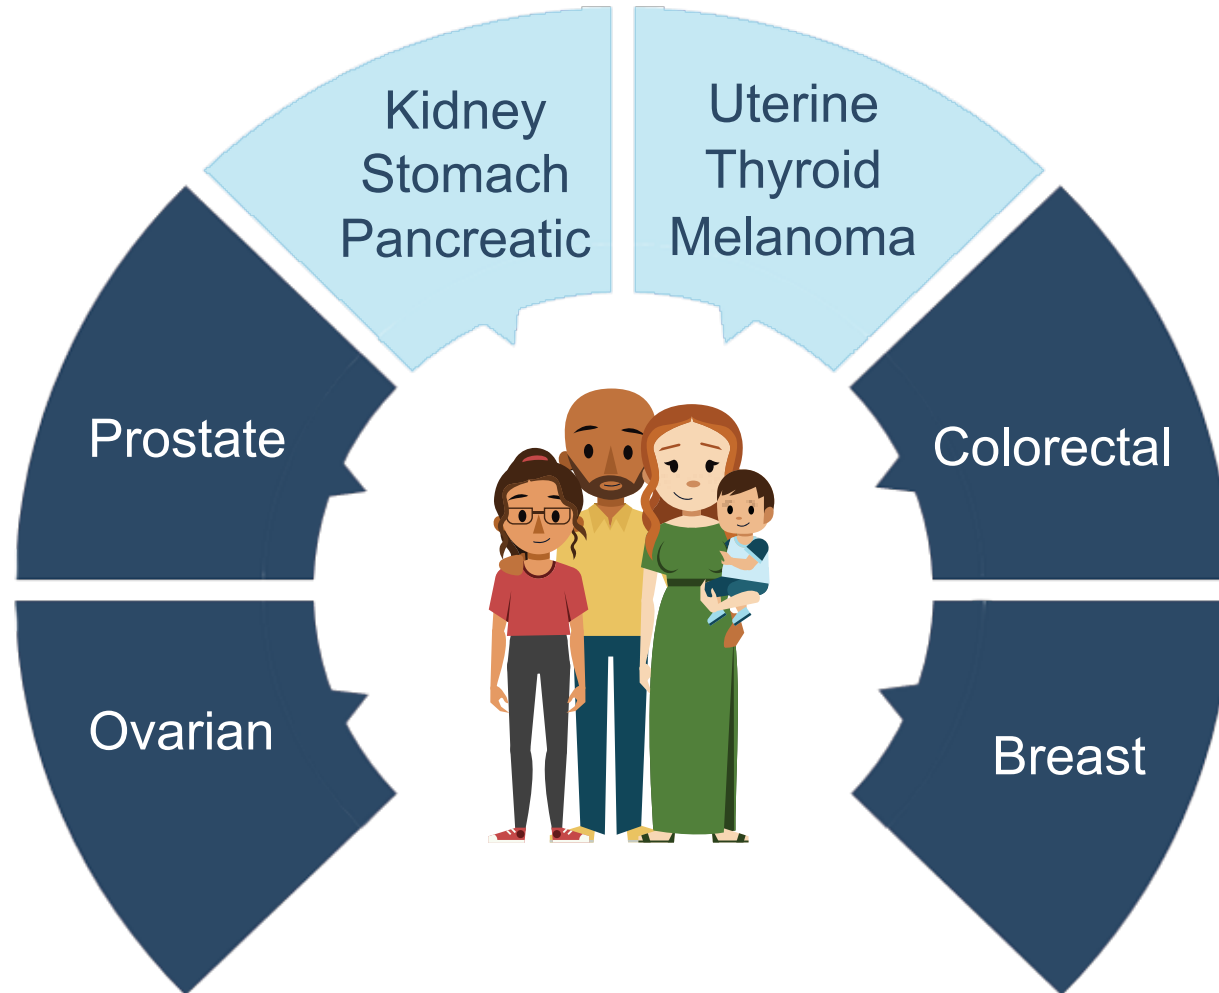 Kidney
Stomach
Pancreatic
Uterine
Thyroid
Melanoma
Prostate
Colorectal
Ovarian
Breast